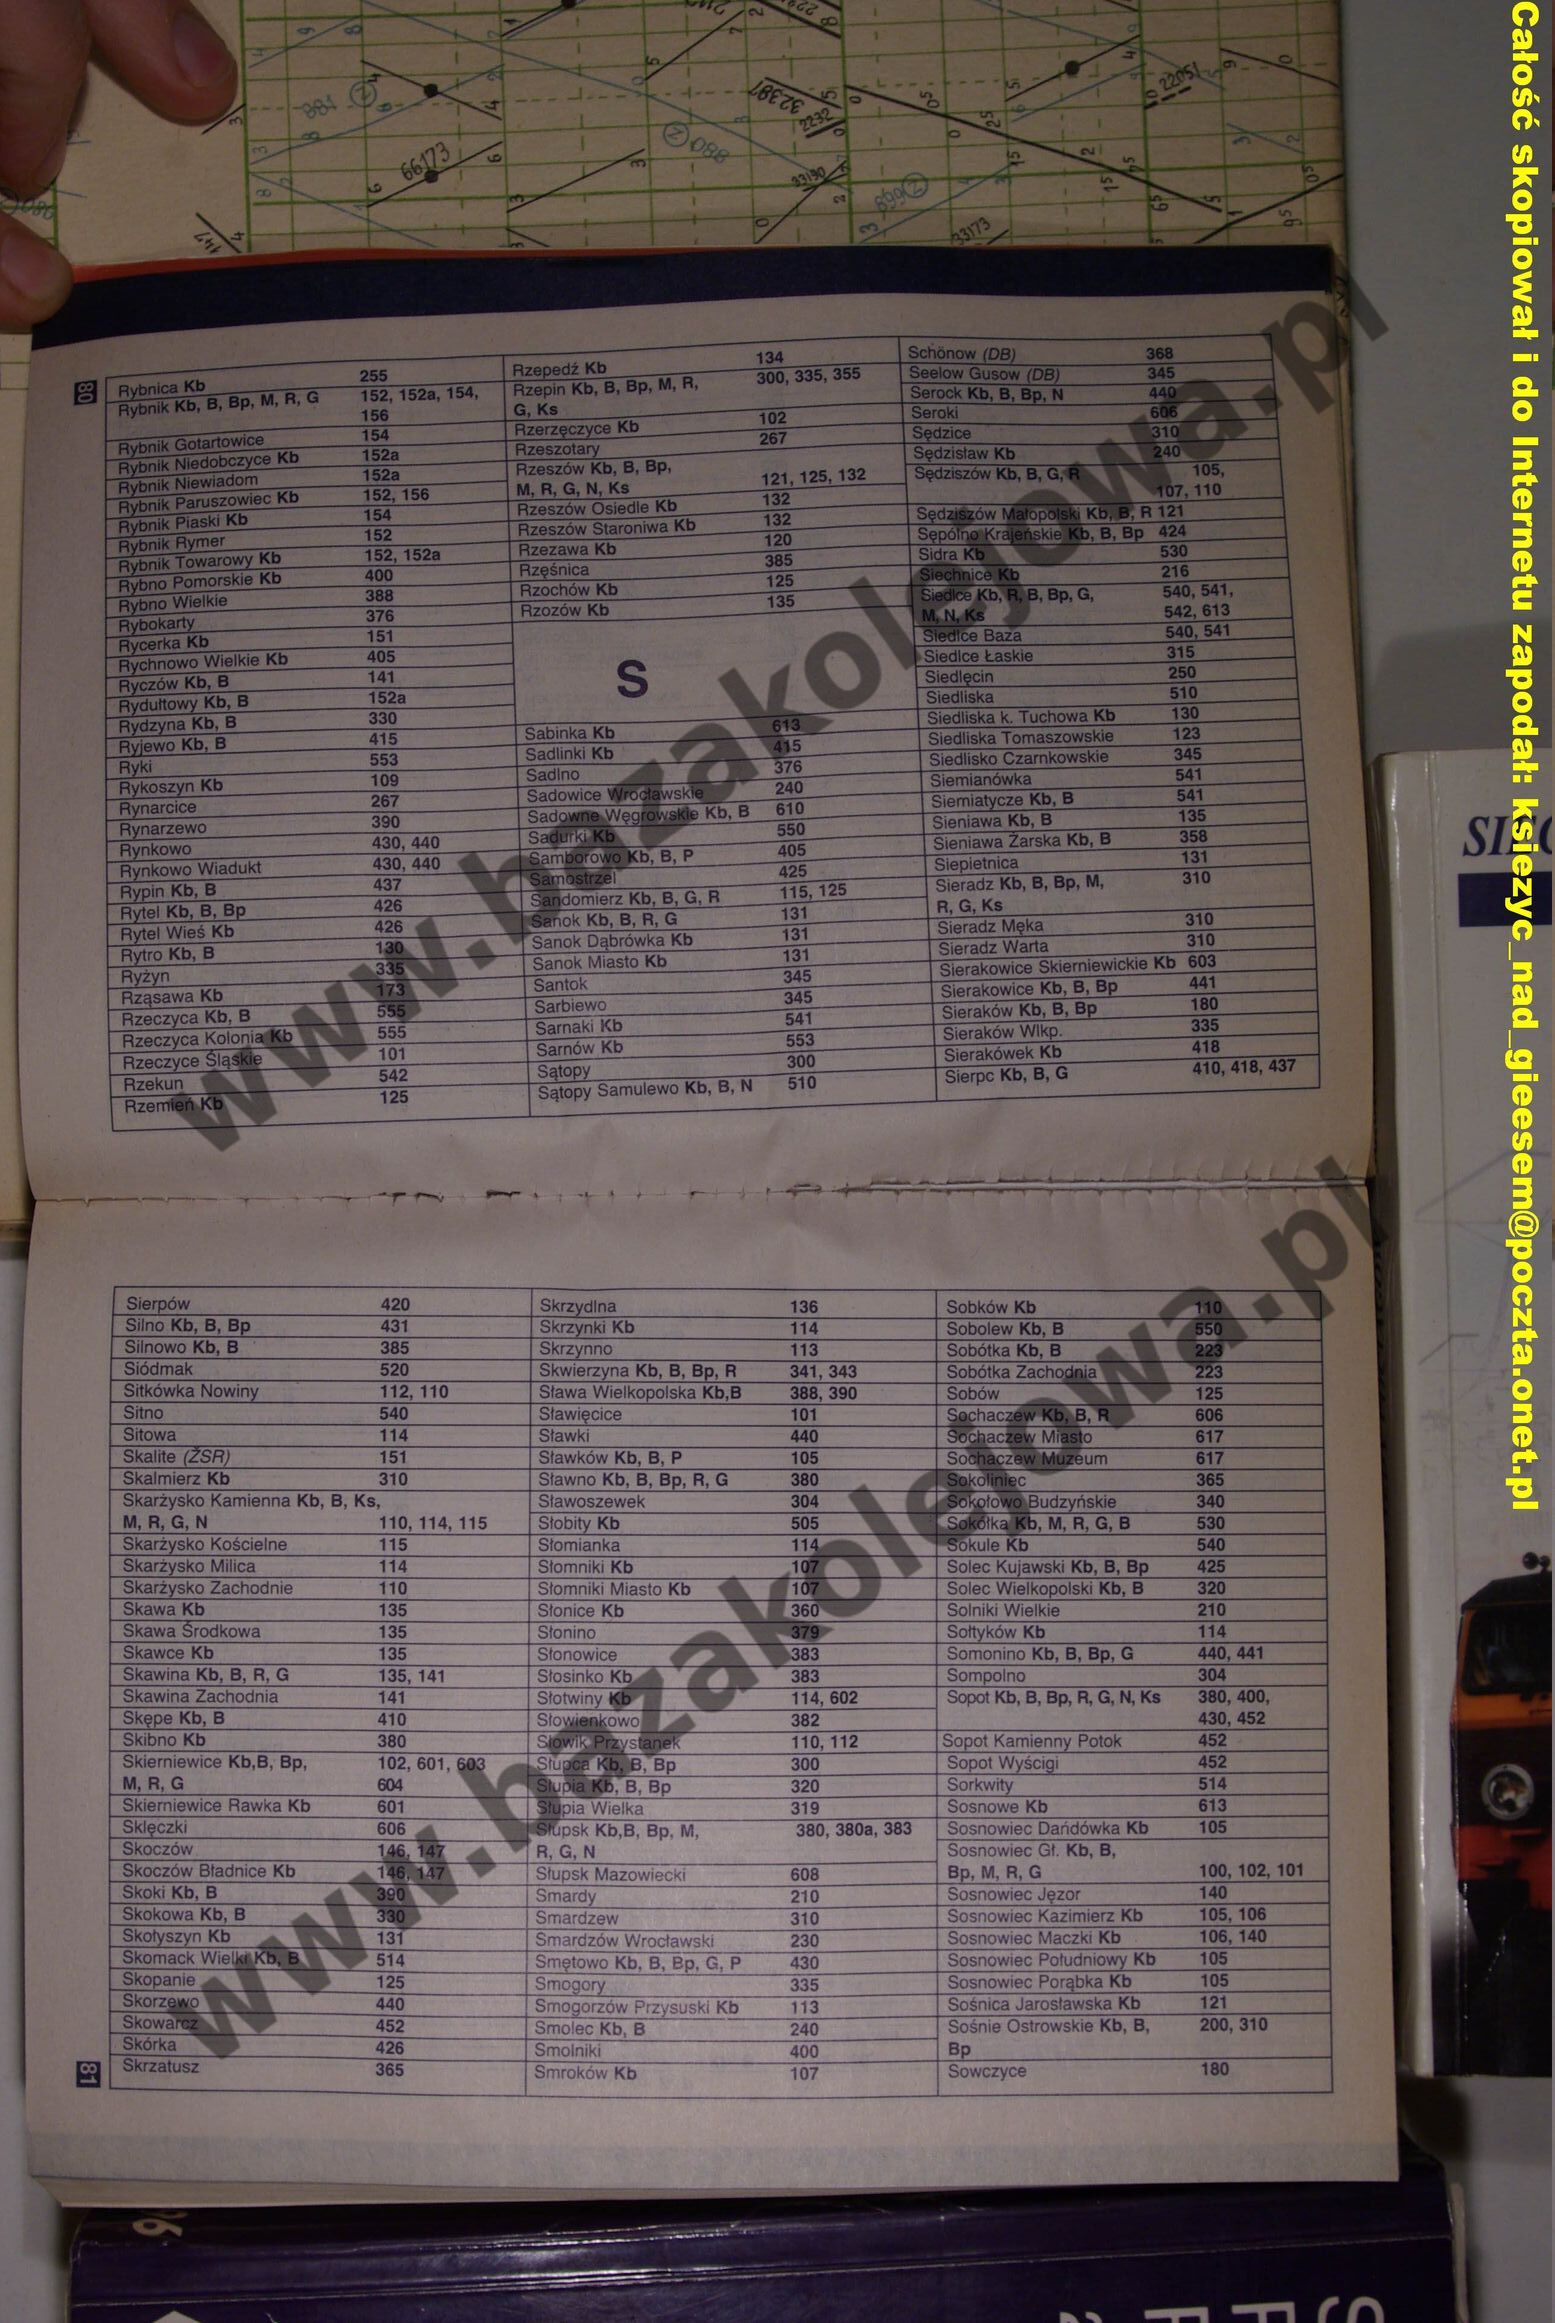 80
Rybnica Kb 255
Rybnik Kb, B, Bp, M, R, G 152, 152a, 154,
156
Rybnik Gotartowice 154
Rybnik Niedobczyce Kb 152a
Rybnik Niewiadom 152a
Rybnik Paruszowiec Kb 152, 156
Rybnik Piaski Kb 154
Rybnik Rymer 152
Rybnik Towarowy Kb 152, 152a
Rybno Pomorskie Kb 400
Rybno Wielkie 388
Rybokarty 376
Rycerka Kb 151
Rychnowo Wielkie Kb 405
Ryczów Kb, B 141
Rydułtowy Kb, B 152a
Rydzyna Kb, B 330
Ryjewo Kb, B 415
Ryki 553
Rykoszyn Kb 109
Rynarcice 267
Rynarzewo 390
Rynkowo 430, 440
Rynkowo Wiadukt 430, 440
Rypin Kb, B 437
Rytel Kb, B, Bp 426
Rytel Wieś Kb 426
Rytro Kb, B 130
Ryżyn 335
Rząsawa Kb 173
Rzeczyca Kb, B 555
Rzeczyca Kolonia Kb 555
Rzeczyce Śląskie 101
Rzekun 542
Rzemień Kb 125
Rzepedź Kb 134
Rzepin Kb, B, Bp, M, R, 300, 335, 355
G, Ks
Rzerzęczyce Kb 102
Rzeszotary 267
Rzeszów Kb, B, Bp,
M, R, G, N, Ks 121, 125, 132
Rzeszów Osiedle Kb 132
Rzeszów Staroniwa Kb 132
Rzezawa Kb 120
Rzęśnica 385
Rzochów Kb 125
Rzozów Kb 135
S
Sabinka Kb 613
Sadlinki Kb 415
Sadlno 376
Sadowice Wrocławskie 240
Sadowne Węgrowskie Kb, B 610
Sadurki Kb 550
Samborowo Kb, B, P 405
Samostrzel 425
Sandomierz Kb, B, G, R 115, 125
Sanok Kb, B, R, G 131
Sanok Dąbrówka Kb 131
Sanok Miasto Kb 131
Santok 345
Sarbiewo 345
Sarnaki Kb 541
Sarnów Kb 553
Sątopy 300
Sątopy Samulewo Kb, B, N 510
Schönow (DB) 368
Seelow Gusow (DB) 345
Serock Kb, B, Bp, N 440
Seroki 606
Sędzice 310
Sędzisław Kb 240
Sędziszów Kb, B, G, R 105,
107, 110
Sędziszów Małopolski Kb, B, R 121
Sępólno Krajeńskie Kb, B, Bp 424
Sidra Kb 530
Siechnice Kb 216
Siedlce Kb, R, B, Bp, G, 540, 541,
M, N, Ks 542, 613
Siedlce Baza 540, 541
Siedlce Łaskie 315
Siedlęcin 250
Siedliska 510
Siedliska k. Tuchowa Kb 130
Siedliska Tomaszowskie 123
Siedlisko Czarnkowskie 345
Siemianówka 541
Siemiatycze Kb, B 541
Sieniawa Kb, B 135
Sieniawa Żarska Kb, B 358
Siepietnica 131
Sieradz Kb, B, Bp, M, 310
R, G, Ks
Sieradz Męka 310
Sieradz Warta 310
Sierakowice Skierniewickie Kb 603
Sierakowice Kb, B, Bp 441
Sieraków Kb, B, Bp 180
Sieraków Wlkp. 335
Sierakówek Kb 418
Sierpc Kb, B, G 410, 418, 437
Sierpów 420
Silno Kb, B, Bp 431
Silnowo Kb, B 385
Siódmak 520
Sitkówka Nowiny 112, 110
Sitno 540
Sitowa 114
Skalite (ŽSR) 151
Skalmierz Kb 310
Skarżysko Kamienna Kb, B, Ks,
M, R, G, N 110, 114, 115
Skarżysko Kościelne 115
Skarżysko Milica 114
Skarżysko Zachodnie 110
Skawa Kb 135
Skawa Środkowa 135
Skawce Kb 135
Skawina Kb, B, R, G 135, 141
Skawina Zachodnia 141
Skępe Kb, B 410
Skibno Kb 380
Skierniewice Kb,B, Bp, 102, 601, 603
M, R, G 604
Skierniewice Rawka Kb 601
Sklęczki 606
Skoczów 146, 147
Skoczów Bładnice Kb 146, 147
Skoki Kb, B 390
Skokowa Kb, B 330
Skołyszyn Kb 131
Skomack Wielki Kb, B 514
Skopanie 125
Skorzewo 440
Skowarcz 452
Skórka 426
Skrzatusz 365
Skrzydlna 136
Skrzynki Kb 114
Skrzynno 113
Skwierzyna Kb, B, Bp, R 341, 343
Sława Wielkopolska Kb,B 388, 390
Sławięcice 101
Sławki 440
Sławków Kb, B, P 105
Sławno Kb, B, Bp, R, G 380
Sławoszewek 304
Słobity Kb 505
Słomianka 114
Słomniki Kb 107
Słomniki Miasto Kb 107
Słonice Kb 360
Słonino 379
Słonowice 383
Słosinko Kb 383
Słotwiny Kb 114, 602
Słowienkowo 382
Słowik Przystanek 110, 112
Słupca Kb, B, Bp 300
Słupia Kb, B, Bp 320
Słupia Wielka 319
Słupsk Kb,B, Bp, M, 380, 380a, 383
R, G, N
Słupsk Mazowiecki 608
Smardy 210
Smardzew 310
Smardzów Wrocławski 230
Smętowo Kb, B, Bp, G, P 430
Smogory 335
Smogorzów Przysuski Kb 113
Smolec Kb, B 240
Smolniki 400
Smroków Kb 107
Sobków Kb 110
Sobolew Kb, B 550
Sobótka Kb, B 223
Sobótka Zachodnia 223
Sobów 125
Sochaczew Kb, B, R 606
Sochaczew Miasto 617
Sochaczew Muzeum 617
Sokoliniec 365
Sokołowo Budzyńskie 340
Sokółka Kb, M, R, G, B 530
Sokule Kb 540
Solec Kujawski Kb, B, Bp 425
Solec Wielkopolski Kb, B 320
Solniki Wielkie 210
Sołtyków Kb 114
Somonino Kb, B, Bp, G 440, 441
Sompolno 304
Sopot Kb, B, Bp, R, G, N, Ks 380, 400,
430, 452
Sopot Kamienny Potok 452
Sopot Wyścigi 452
Sorkwity 514
Sosnowe Kb 613
Sosnowiec Dańdówka Kb 105
Sosnowiec Gł. Kb, B,
Bp, M, R, G 100, 102, 101
Sosnowiec Jęzor 140
Sosnowiec Kazimierz Kb 105, 106
Sosnowiec Maczki Kb 106, 140
Sosnowiec Południowy Kb 105
Sosnowiec Porąbka Kb 105
Sośnica Jarosławska Kb 121
Sośnie Ostrowskie Kb, B, 200, 310
Bp
Sowczyce 180
81
www.bazakolejowa.pl
www.bazakolejowa.pl
Całość skopiował i do Internetu zapodał: ksiezyc_nad_gieesem@poczta.onet.pl
66173
881
880
32387
2232
33190
899
33173
22051
147